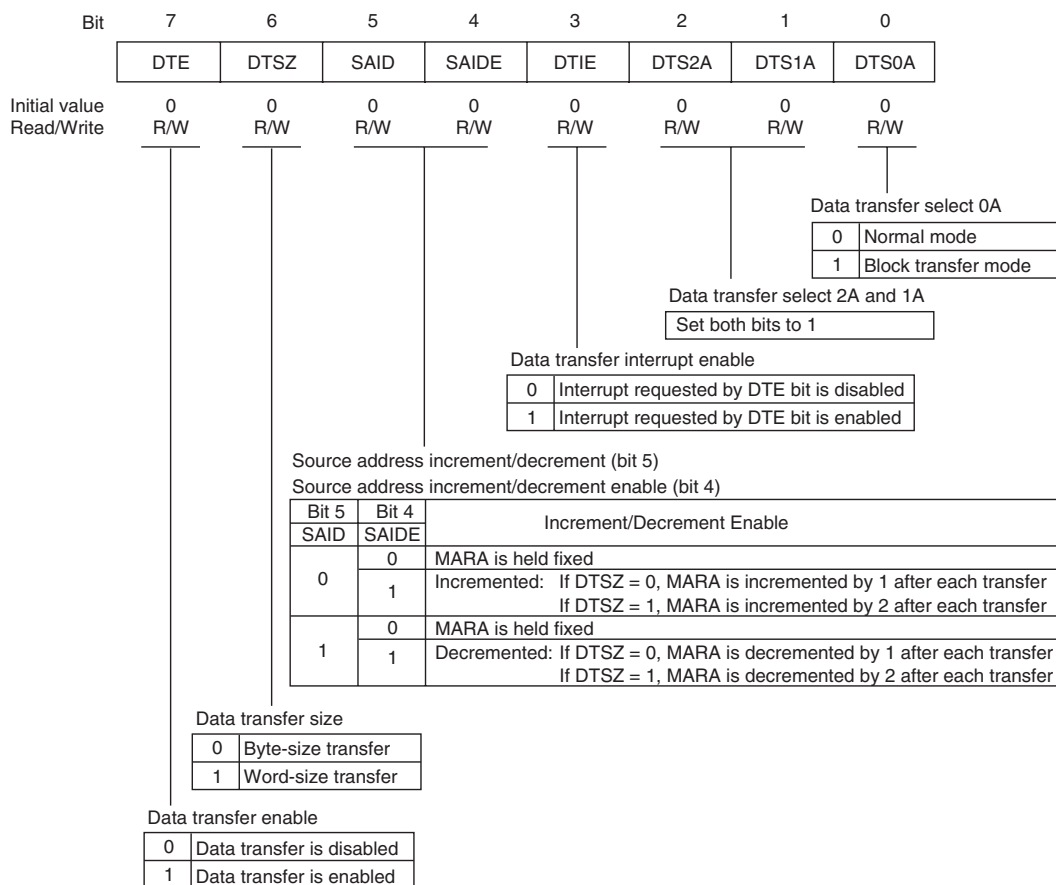 Bit 7 6 5 4 3 2 1 0
DTE DTSZ SAID SAIDE DTIE DTS2A DTS1A DTS0A
Initial value 0 0 0 0 0 0 0 0
Read/Write R/W R/W R/W R/W R/W R/W R/W R/W
Data transfer select 0A
0 Normal mode
1 Block transfer mode
Data transfer select 2A and 1A
Set both bits to 1
Data transfer interrupt enable
0 Interrupt requested by DTE bit is disabled
1 Interrupt requested by DTE bit is enabled
Source address increment/decrement (bit 5)
Source address increment/decrement enable (bit 4)
Bit 5 Bit 4 Increment/Decrement Enable
SAID SAIDE
0 0 MARA is held fixed
1 Incremented: If DTSZ = 0, MARA is incremented by 1 after each transfer
If DTSZ = 1, MARA is incremented by 2 after each transfer
1 0 MARA is held fixed
1 Decremented: If DTSZ = 0, MARA is decremented by 1 after each transfer
If DTSZ = 1, MARA is decremented by 2 after each transfer
Data transfer size
0 Byte-size transfer
1 Word-size transfer
Data transfer enable
0 Data transfer is disabled
1 Data transfer is enabled